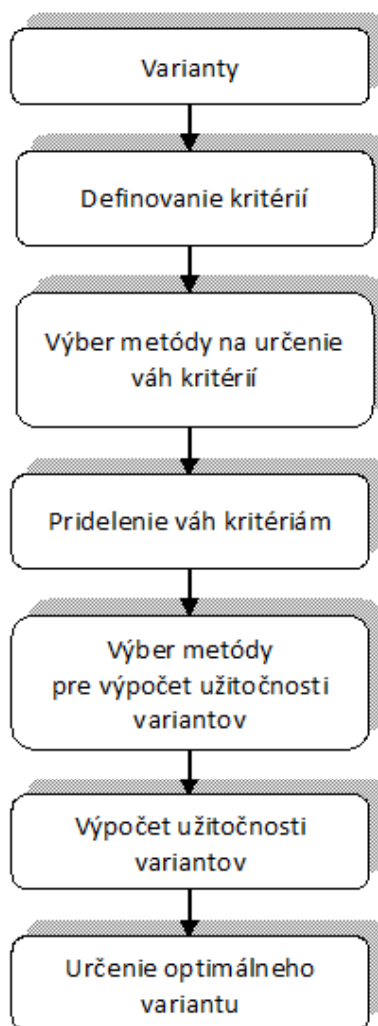 Varianty
Definovanie kritérií
Výber metódy na určenie
váh kritérií
Pridelenie váh kritériám
Výber metódy
pre výpočet užitočnosti
variantov
Výpočet užitočnosti
variantov
Určenie optimálneho
variantu